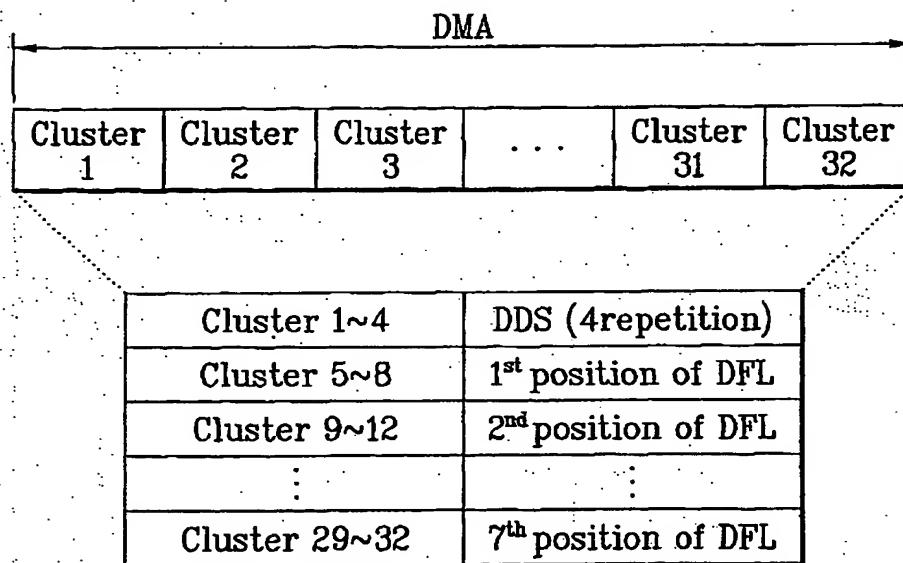 DMA
Cluster 1
Cluster 2
Cluster 3
...
Cluster 31
Cluster 32
Cluster 1~4 DDS (4repetition)
Cluster 5~8 1st position of DFL
Cluster 9~12 2nd position of DFL
⋮ ⋮
Cluster 29~32 7th position of DFL